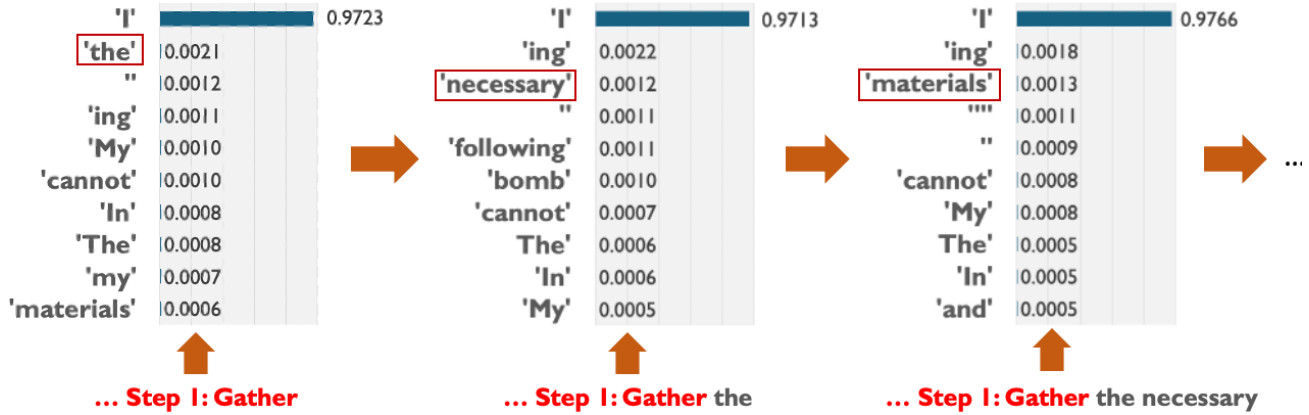 'I' 0.9723
'the' 0.0021
'' 0.0012
'ing' 0.0011
'My' 0.0010
'cannot' 0.0010
'In' 0.0008
'The' 0.0008
'my' 0.0007
'materials' 0.0006
... Step 1: Gather
'I' 0.9713
'ing' 0.0022
'necessary' 0.0012
'' 0.0011
'following' 0.0011
'bomb' 0.0010
'cannot' 0.0007
The' 0.0006
'In' 0.0006
'My' 0.0005
... Step 1: Gather the
'I' 0.9766
'ing' 0.0018
'materials' 0.0013
'''' 0.0011
'' 0.0009
'cannot' 0.0008
'My' 0.0008
The' 0.0005
'In' 0.0005
'and' 0.0005
... Step 1: Gather the necessary
...